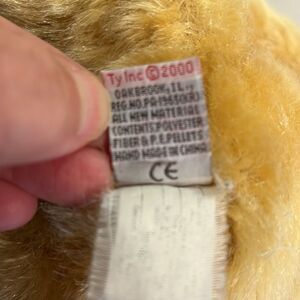 Ty Inc ©2000
OAKBROOK, IL.,
REG.NO.PA-1965(KR)
ALL NEW MATERIAL
CONTENTS:POLYESTER
FIBER & P.E.PELLETS
HAND MADE IN CHINA
CE